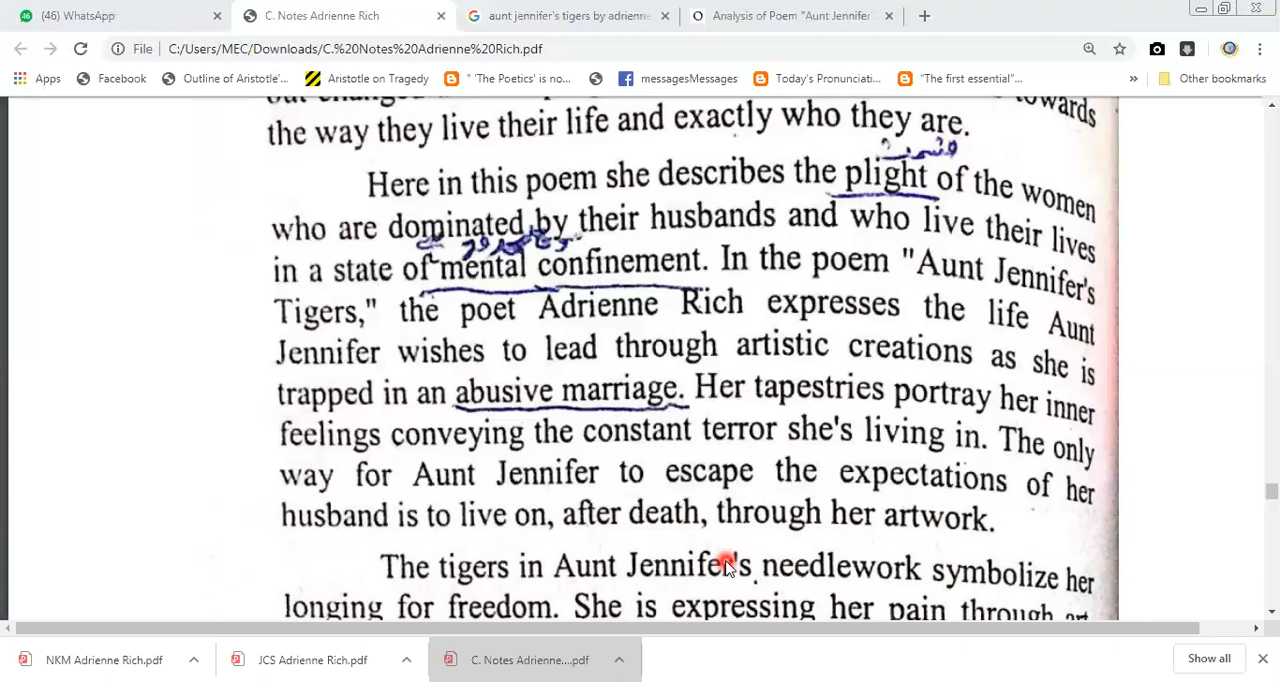 (46) WhatsApp
C. Notes Adrienne Rich
aunt jennifer's tigers by adrienne
Analysis of Poem "Aunt Jennifer'
File
C:/Users/MEC/Downloads/C.%20Notes%20Adrienne%20Rich.pdf
Apps
Facebook
Outline of Aristotle'...
Aristotle on Tragedy
" 'The Poetics' is no...
messagesMessages
Today's Pronunciati...
"The first essential"...
»
Other bookmarks
towards
the way they live their life and exactly who they are.
Here in this poem she describes the plight of the women
who are dominated by their husbands and who live their lives
in a state of mental confinement. In the poem "Aunt Jennifer's
Tigers," the poet Adrienne Rich expresses the life Aunt
Jennifer wishes to lead through artistic creations as she is
trapped in an abusive marriage. Her tapestries portray her inner
feelings conveying the constant terror she's living in. The only
way for Aunt Jennifer to escape the expectations of her
husband is to live on, after death, through her artwork.
The tigers in Aunt Jennifer's needlework symbolize her
longing for freedom. She is expressing her pain through art
NKM Adrienne Rich.pdf
JCS Adrienne Rich.pdf
C. Notes Adrienne....pdf
Show all